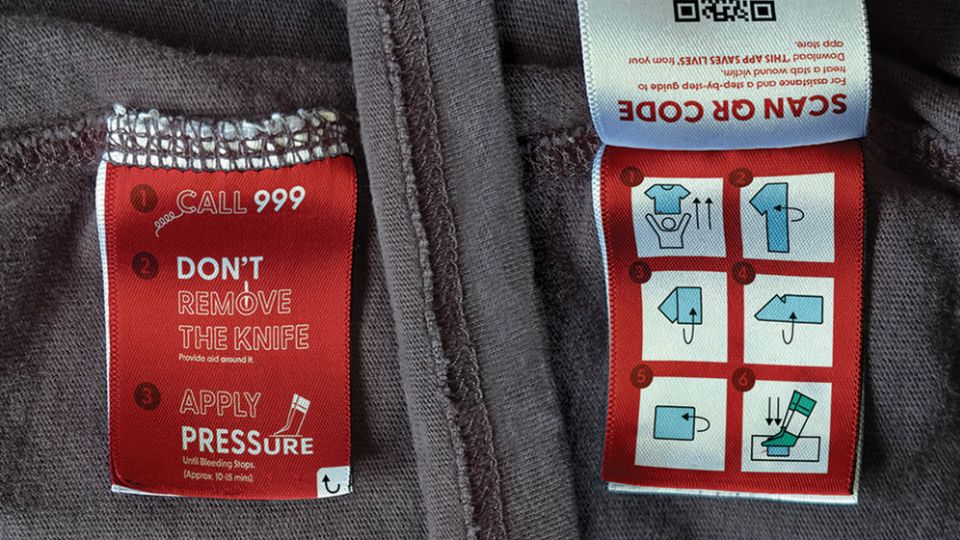 1 CALL 999
2 DON'T
REMOVE
THE KNIFE
Provide aid around it.
3 APPLY
PRESSURE
Until Bleeding Stops.
(Approx. 10-15 mins).
SCAN QR CODE
For assistance and a step-by-step guide to
treat a stab wound victim.
Download 'THIS APP SAVES LIVES' from your
app store.
1 2
3 4
5 6